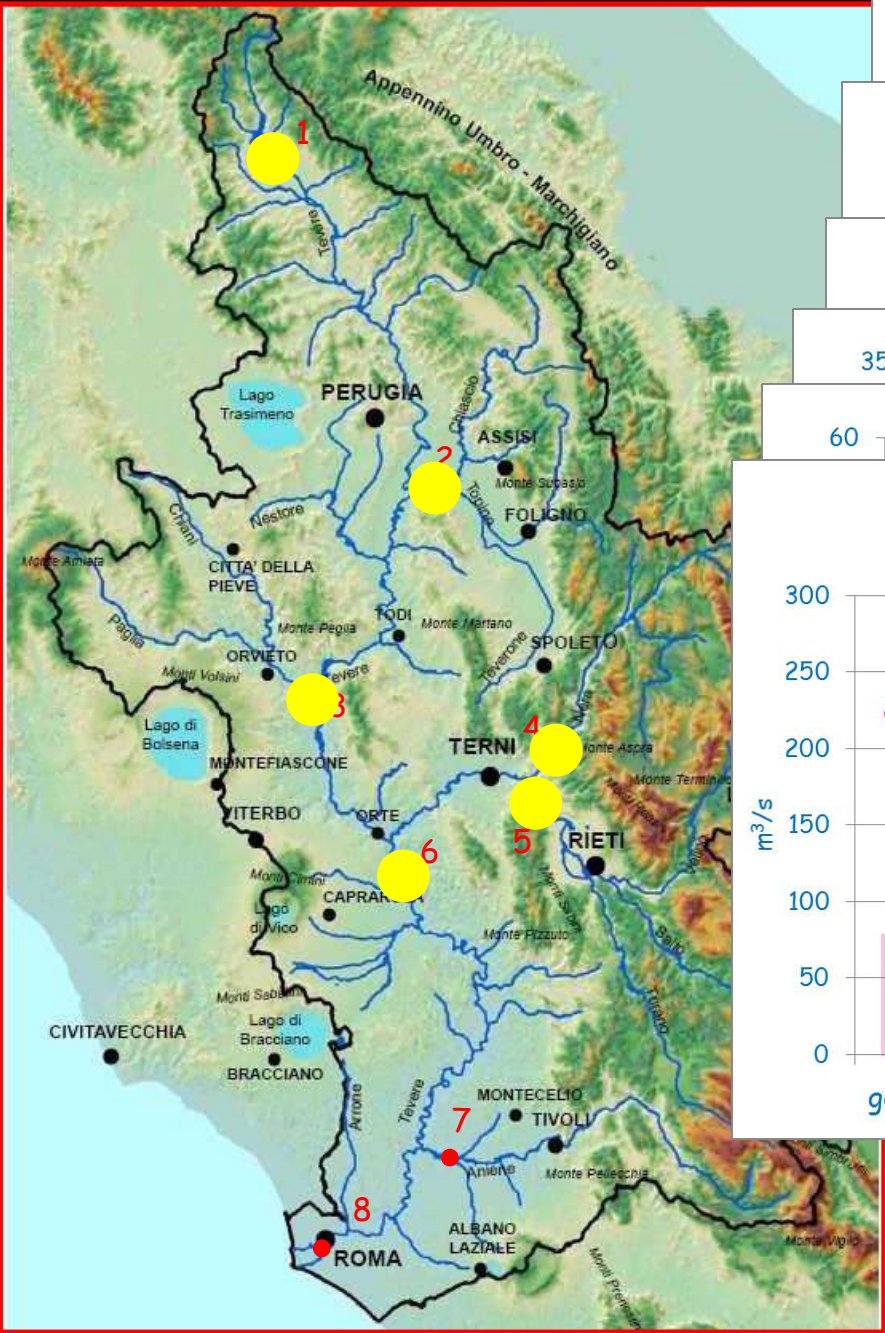 1
Appennino Umbro - Marchigiano
Tevere
35
Lago
Trasimeno
PERUGIA
Chiascio
60
ASSISI
2
Monte Subasio
Topino
Nestore
Chiani
FOLIGNO
CITTA' DELLA
PIEVE
Monte Amiata
300
TODI
Monte Peglia
Monte Martano
Paglia
SPOLETO
ORVIETO
Teverone
Monti Volsini
250
3
Nera
Lago di
Bolsena
4
TERNI
Monte Aspra
200
MONTEFIASCONE
Monte Terminillo
m³/s
VITERBO
ORTE
150
5
RIETI
6
Monti Cimini
CAPRAROLA
Monti Sabini
100
Lago
di Vico
Monte Pizzuto
Salto
50
Turano
CIVITAVECCHIA
Lago di
Bracciano
0
BRACCIANO
Arrone
Tevere
MONTECELIO
7
TIVOLI
Aniene
Monte Pellecchia
8
ALBANO
LAZIALE
ROMA
Monte Viglio